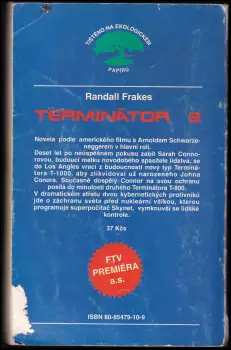 TIŠTĚNO NA EKOLOGICKÉM
PAPÍRU
Randall Frakes
TERMINÁTOR 2
Novela podle amerického filmu s Arnoldem Schwarze-
neggerem v hlavní roli.
Deset let po neúspěšném pokusu zabít Sarah Conno-
rovou, budoucí matku novodobého spasitele lidstva, se
do Los Angles vrací z budoucnosti nový typ Terminá-
tora T-1000, aby zlikvidoval už narozeného Johna
Conora. Současně dospělý Connor na svou ochranu
posílá do minulosti druhého Terminátora T-800.
V dramatickém střetu dvou kybernetických protivníků
jde o záchranu světa před nukleární válkou, kterou
programuje superpočítač Skynet, vymknuvší se lidské
kontrole.
37 Kčs
FTV
PREMIÉRA
a.s.
ISBN 80-85479-10-9